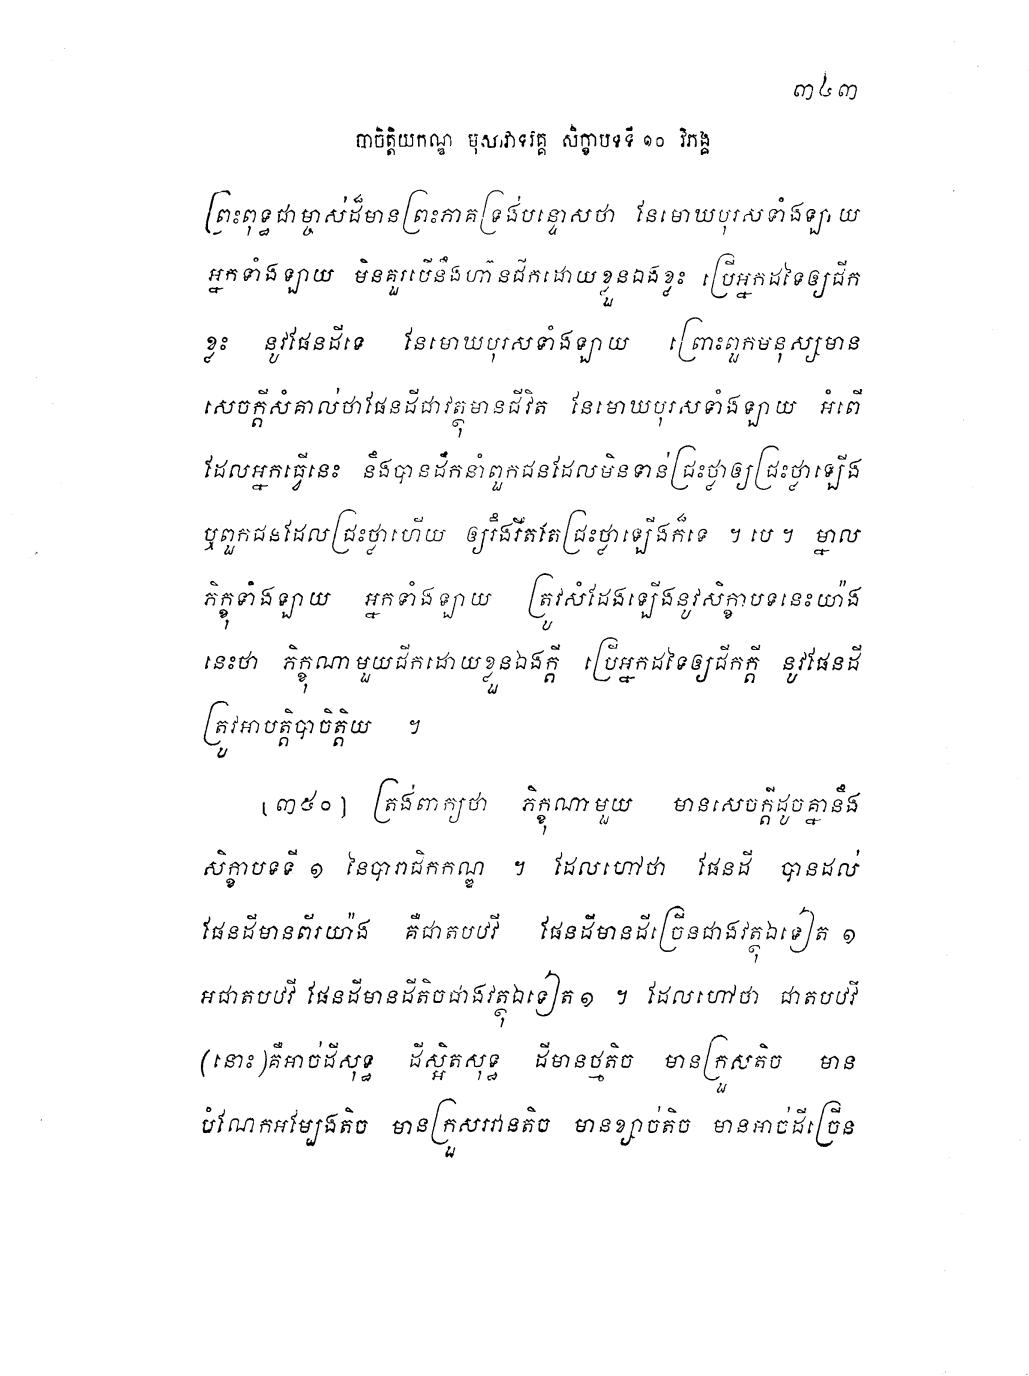 ៣៤៣
បាចិត្តិយកណ្ឌ មុសាវាទវគ្គ សិក្ខាបទទី ១០ វិភង្គ
ព្រះពុទ្ធជាម្ចាស់ដ៏មានព្រះភាគទ្រង់បន្ទោសថា នែមោឃបុរសទាំងឡាយ
អ្នកទាំងឡាយ មិនគួរបើនឹងហ៊ានជីកដោយខ្លួនឯងខ្លះ ប្រើអ្នកដទៃឲ្យជីក
ខ្លះ នូវផែនដីទេ នែមោឃបុរសទាំងឡាយ ព្រោះពួកមនុស្សមាន
សេចក្តីសំគាល់ថាផែនដីជាវត្ថុមានជីវិត នែមោឃបុរសទាំងឡាយ អំពើ
ដែលអ្នកធ្វើនេះ នឹងបានដឹកនាំពួកជនដែលមិនទាន់ជ្រះថ្លាឲ្យជ្រះថ្លាឡើង
ឬពួកជនដែលជ្រះថ្លាហើយ ឲ្យរឹងរឹតតែជ្រះថ្លាឡើងក៏ទេ ។ បេ ។ ម្នាល
ភិក្ខុទាំងឡាយ អ្នកទាំងឡាយ ត្រូវសំដែងឡើងនូវសិក្ខាបទនេះយ៉ាង
នេះថា ភិក្ខុណាមួយជីកដោយខ្លួនឯងក្តី ប្រើអ្នកដទៃឲ្យជីកក្តី នូវផែនដី
ត្រូវអាបត្តិបាចិត្តិយ ។
[៣៥០] ត្រង់ពាក្យថា ភិក្ខុណាមួយ មានសេចក្តីដូចគ្នានឹង
សិក្ខាបទទី ១ នៃបារាជិកកណ្ឌ ។ ដែលហៅថា ផែនដី បានដល់
ផែនដីមានពីរយ៉ាង គឺជាតបឋវី ផែនដីមានដីច្រើនជាងវត្ថុឯទៀត ១
អជាតបឋវី ផែនដីមានដីតិចជាងវត្ថុឯទៀត ១ ។ ដែលហៅថា ជាតបឋវី
(នោះ) គឺអាច់ដីសុទ្ធ ដីស្អិតសុទ្ធ ដីមានថ្មតិច មានក្រួសតិច មាន
បំណែកអម្បែងតិច មានក្រួសរវានតិច មានខ្សាច់តិច មានអាច់ដីច្រើន